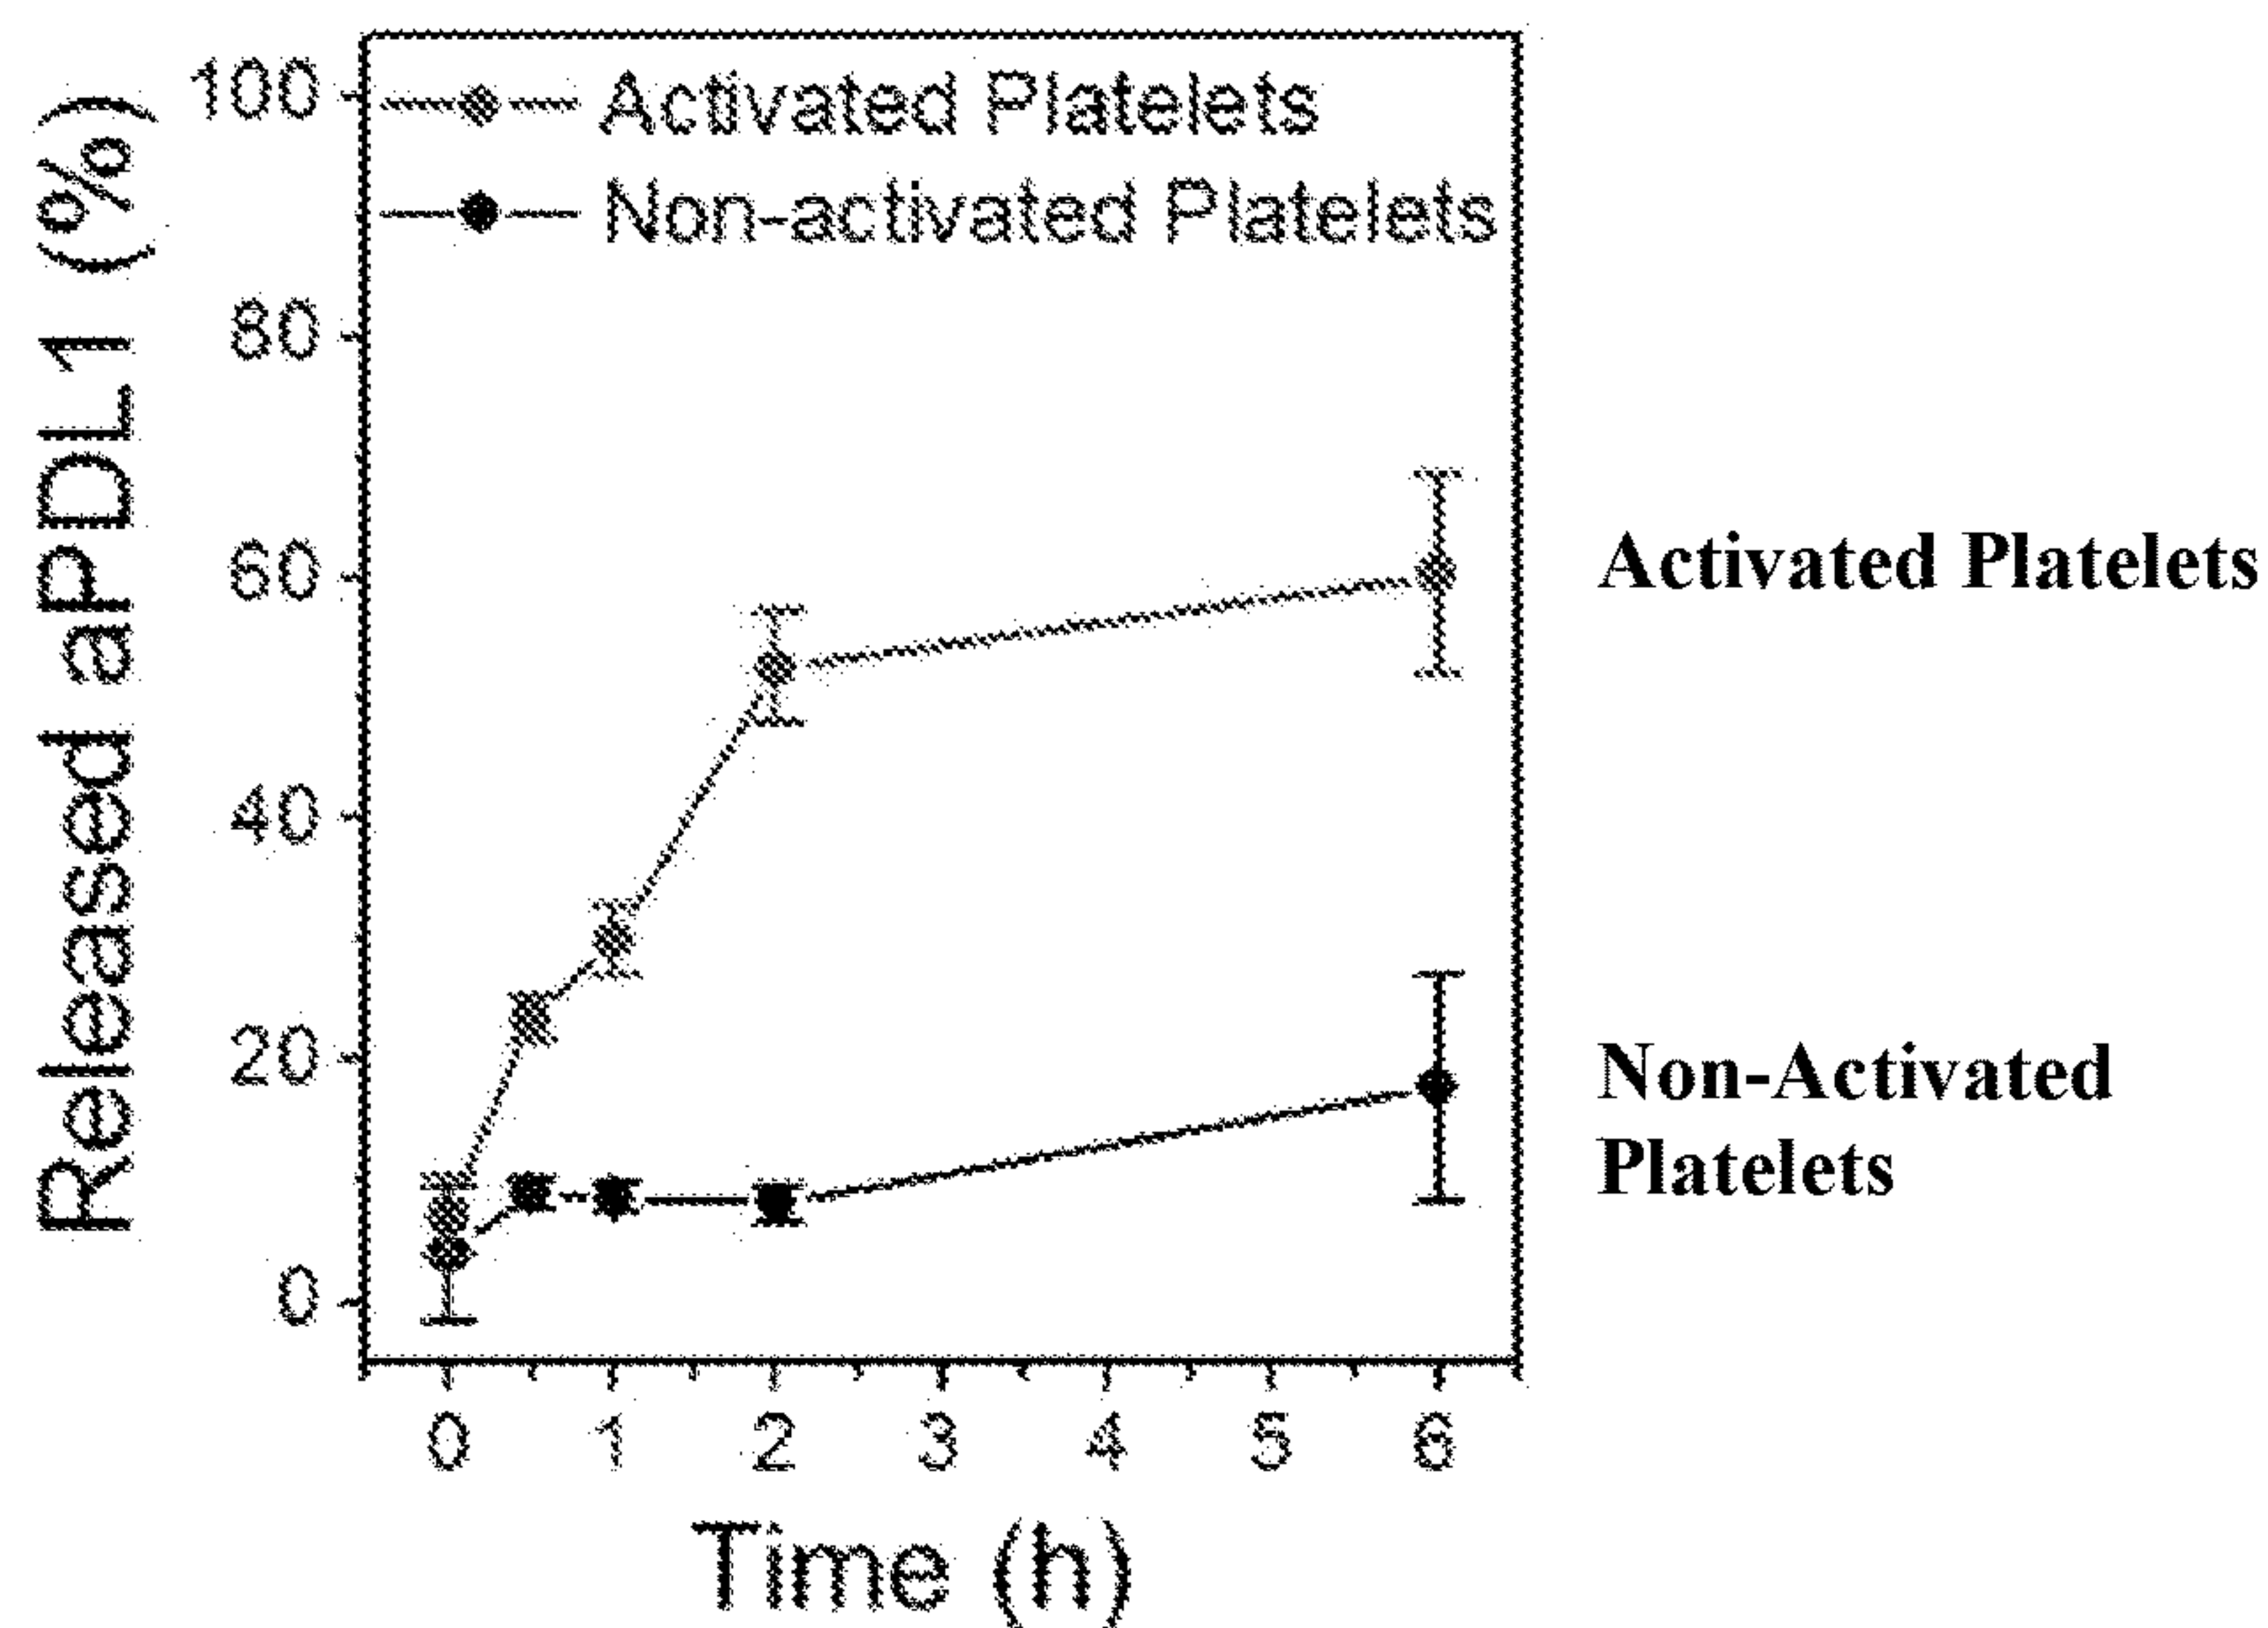 Released aPDL1 (%)
100
80
60
40
20
0
Activated Platelets
Non-activated Platelets
Activated Platelets
Non-Activated
Platelets
0 1 2 3 4 5 6
Time (h)